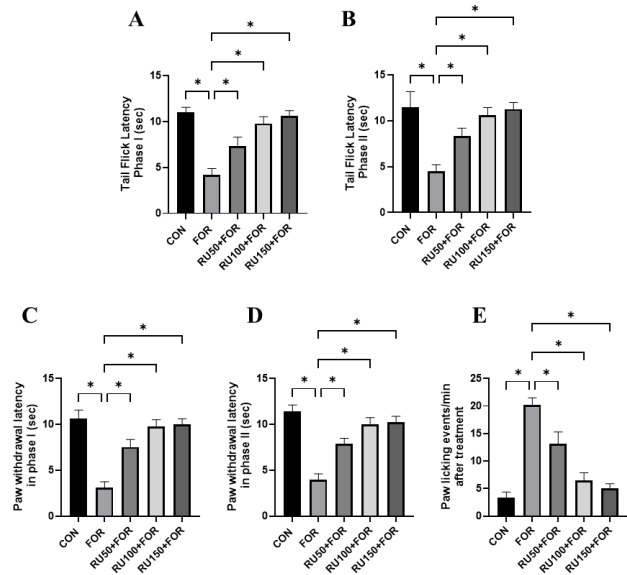 A
Tail Flick Latency
Phase I (sec)
15
10
5
0
* * * *
CON
FOR
RU50+FOR
RU100+FOR
RU150+FOR
B
Tail Flick Latency
Phase II (sec)
15
10
5
0
* * * *
CON
FOR
RU50+FOR
RU100+FOR
RU150+FOR
C
Paw withdrawal latency
in phase I (sec)
15
10
5
0
* * * *
CON
FOR
RU50+FOR
RU100+FOR
RU150+FOR
D
Paw withdrawal latency
in phase II (sec)
15
10
5
0
* * * *
CON
FOR
RU50+FOR
RU100+FOR
RU150+FOR
E
Paw licking events/min
after treatment
25
20
15
10
5
0
* * * *
CON
FOR
RU50+FOR
RU100+FOR
RU150+FOR